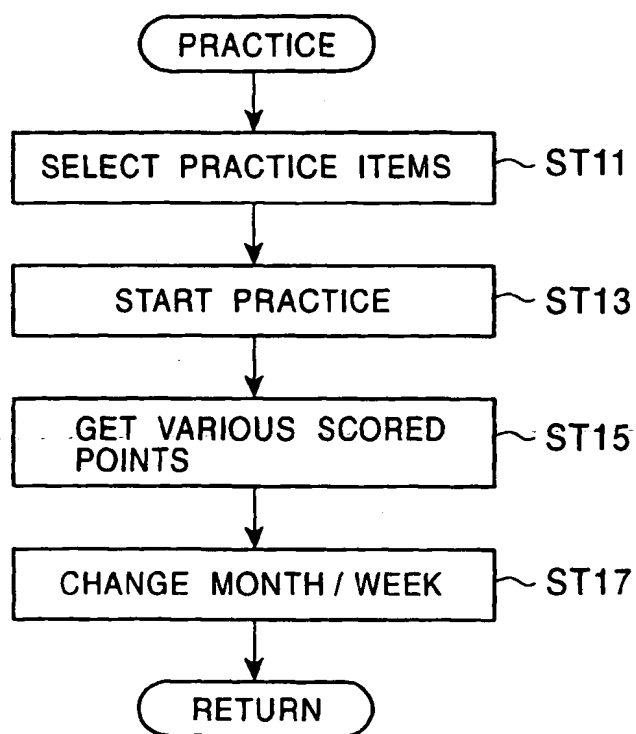 PRACTICE
SELECT PRACTICE ITEMS
ST11
START PRACTICE
ST13
GET VARIOUS SCORED
POINTS
ST15
CHANGE MONTH / WEEK
ST17
RETURN